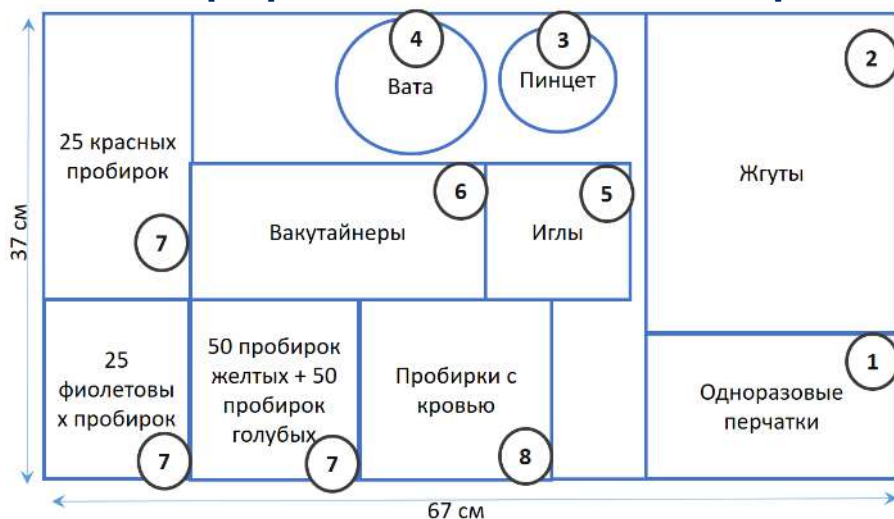 4
3
2
Вата
Пинцет
25 красных
пробирок
Жгуты
6
5
Вакутайнеры
Иглы
7
37 см
1
25
фиолетовы
х пробирок
50 пробирок
желтых + 50
пробирок
голубых
Пробирки с
кровью
Одноразовые
перчатки
7
7
8
67 см